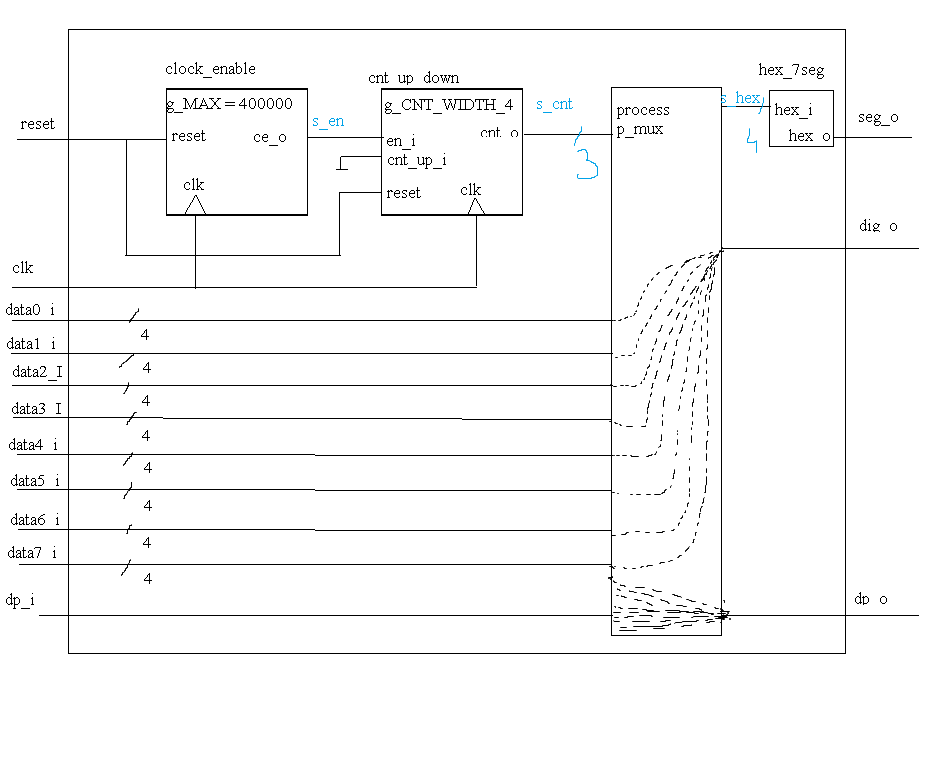 clock_enable
cnt_up_down
hex_7seg
g_MAX = 400000
g_CNT_WIDTH_4
s_cnt
s_hex
process
p_mux
hex_i
seg_o
reset
reset
ce_o
s_en
en_i
cnt_o
3
4
hex_o
cnt_up_i
clk
reset
clk
dig_o
clk
data0_i
4
data1_i
4
data2_I
4
data3_I
4
data4_i
4
data5_i
4
data6_i
4
data7_i
4
dp_i
dp_o